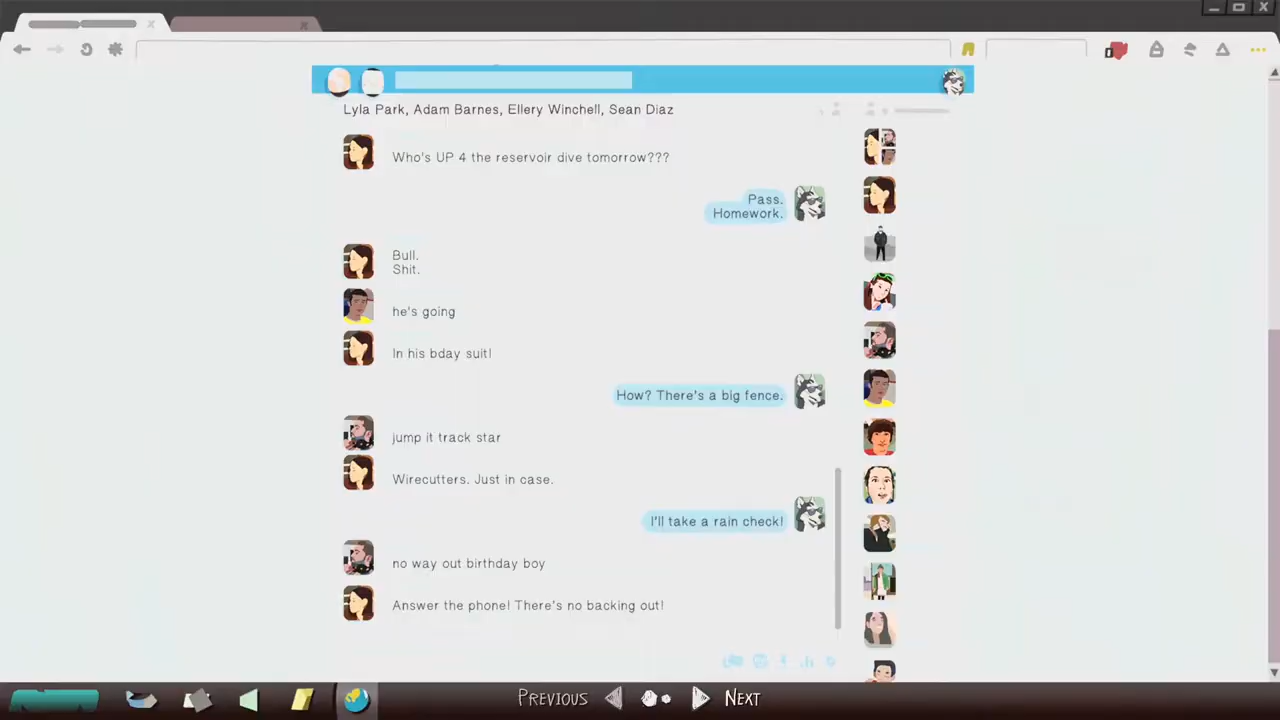 Lyla Park, Adam Barnes, Ellery Winchell, Sean Diaz
Who's UP 4 the reservoir dive tomorrow???
Pass.
Homework.
Bull.
Shit.
he's going
In his bday suit!
How? There's a big fence.
jump it track star
Wirecutters. Just in case.
I'll take a rain check!
no way out birthday boy
Answer the phone! There's no backing out!
Previous
Next